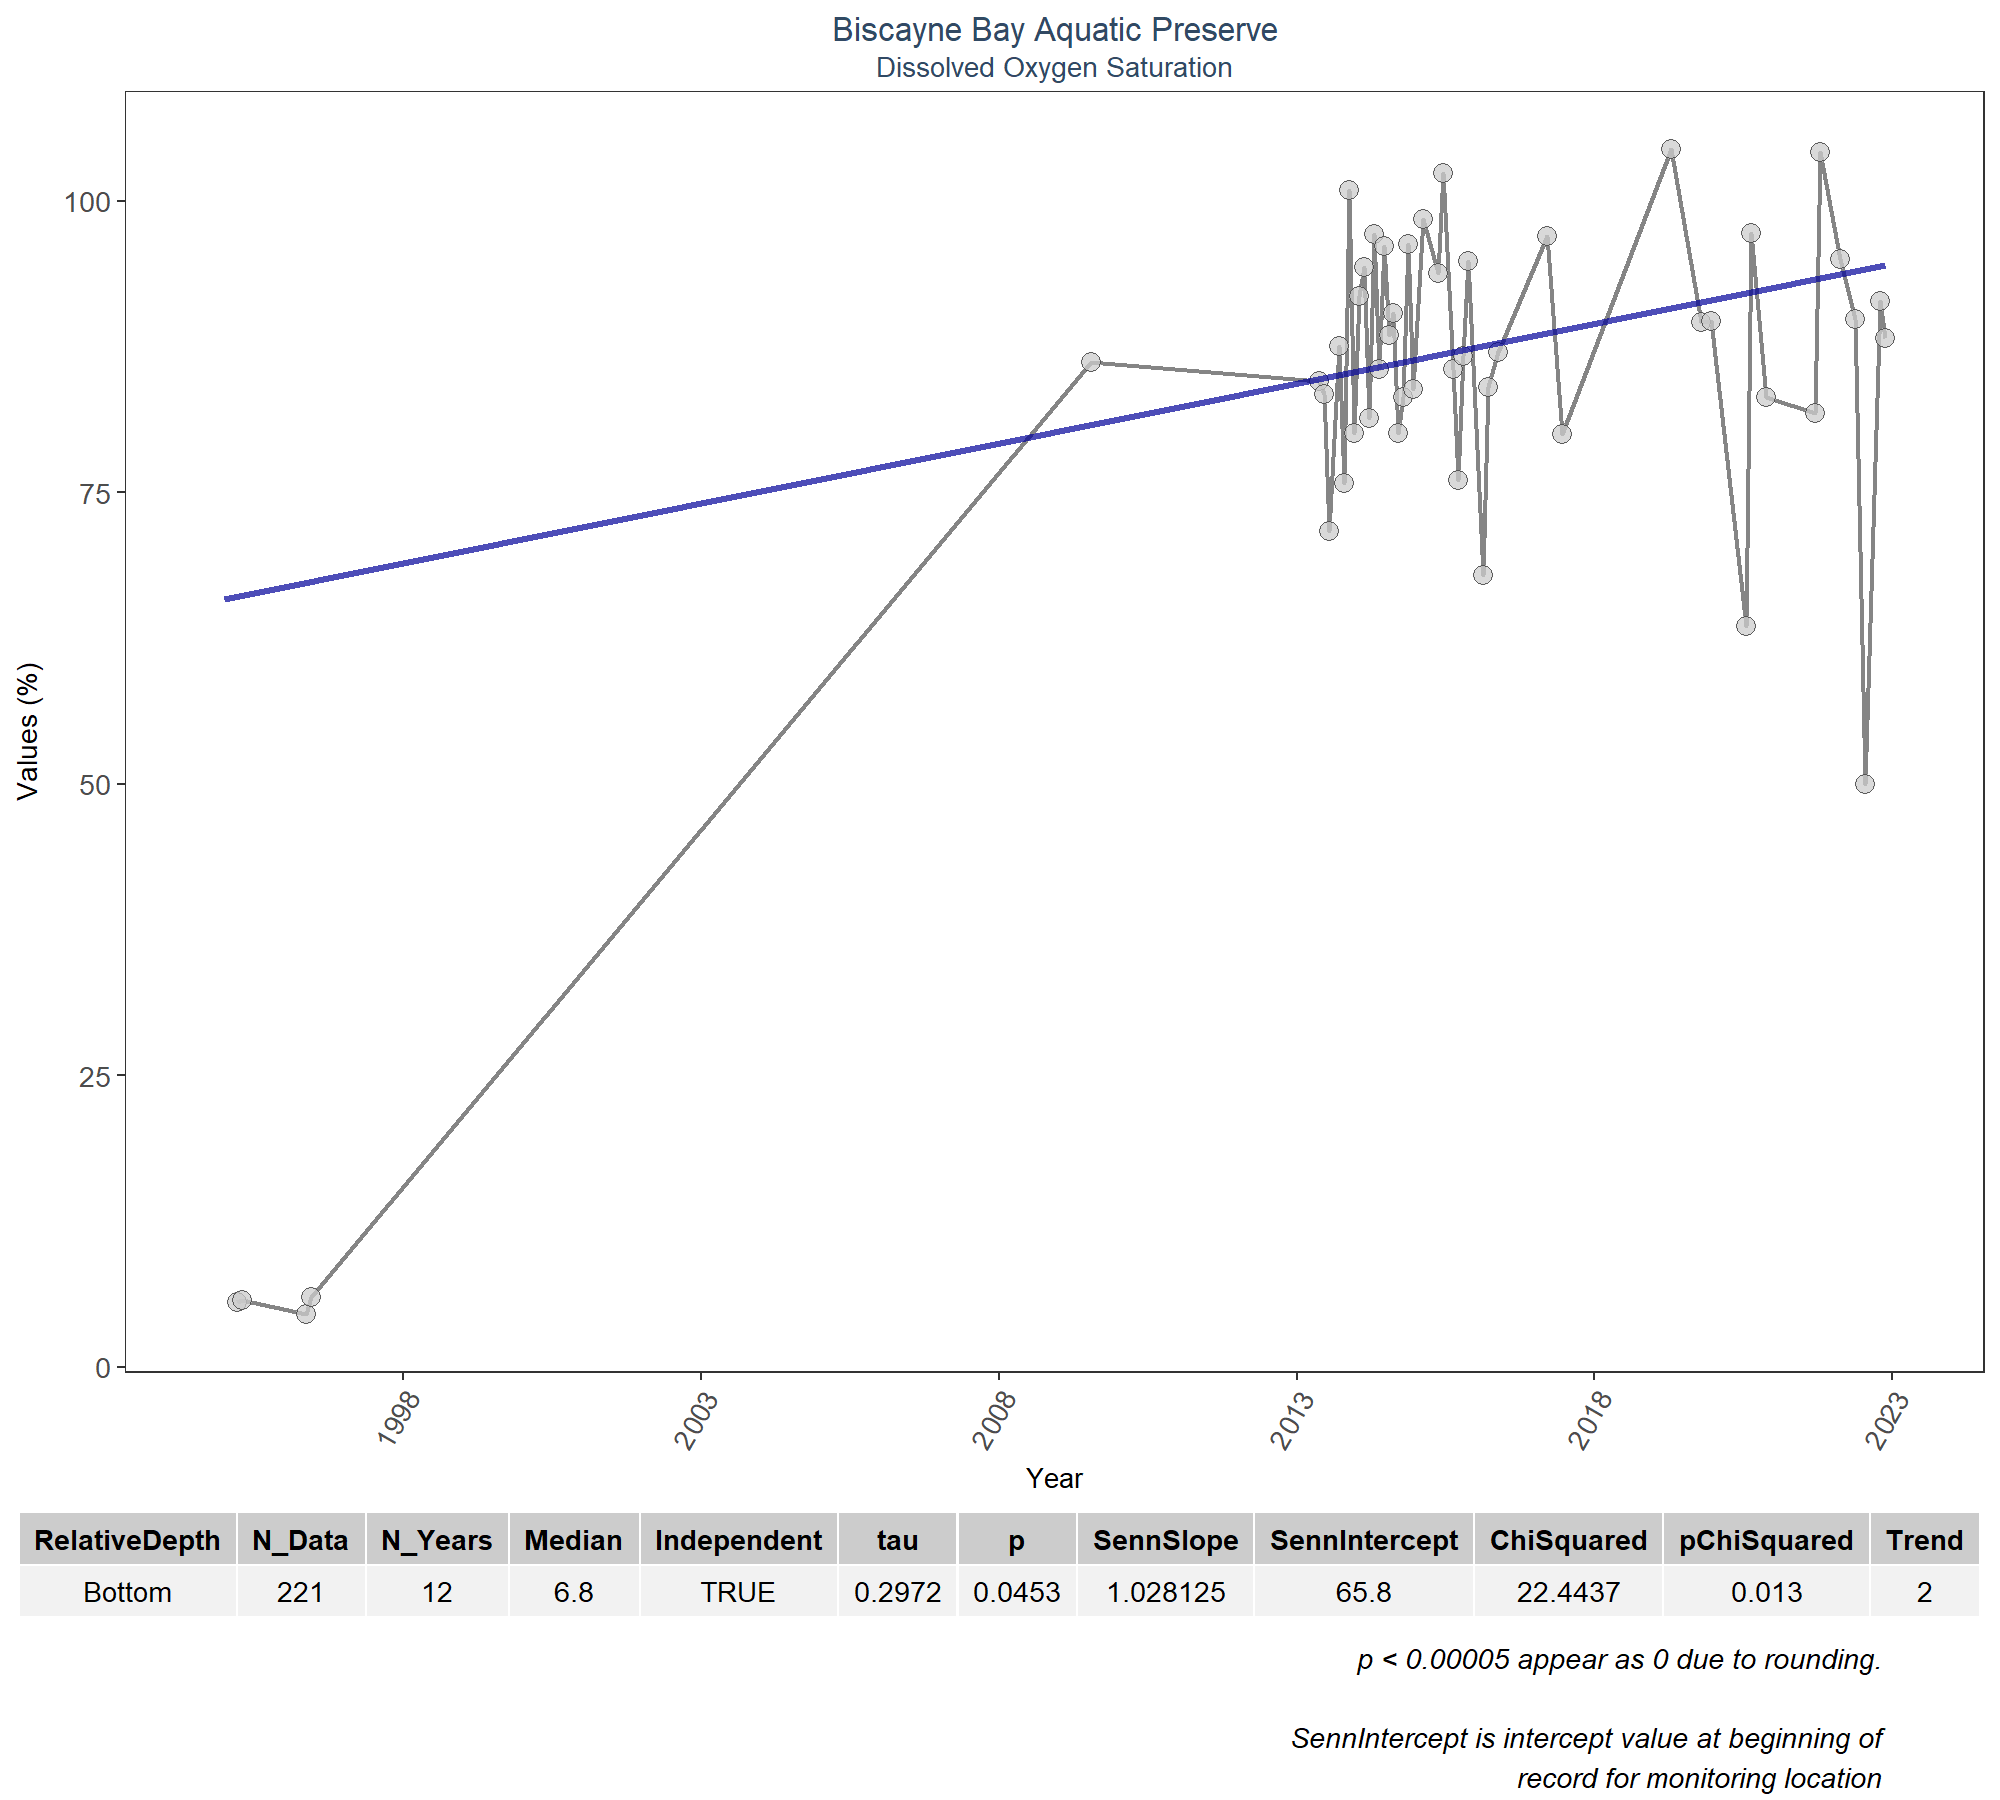 Biscayne Bay Aquatic Preserve
Dissolved Oxygen Saturation
Values (%)
100
75
50
25
0
1998
2003
2008
2013
2018
2023
Year
RelativeDepth N_Data N_Years Median Independent tau p SennSlope SennIntercept ChiSquared pChiSquared Trend
Bottom 221 12 6.8 TRUE 0.2972 0.0453 1.028125 65.8 22.4437 0.013 2
p < 0.00005 appear as 0 due to rounding.
SennIntercept is intercept value at beginning of
record for monitoring location